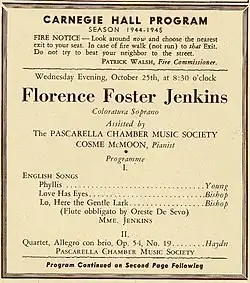 CARNEGIE HALL PROGRAM
SEASON 1944-1945
FIRE NOTICE — Look around now and choose the nearest
exit to your seat. In case of fire walk (not run) to that Exit.
Do not try to beat your neighbor to the street.
PATRICK WALSH, Fire Commissioner.
Wednesday Evening, October 25th, at 8:30 o'clock
Florence Foster Jenkins
Coloratura Soprano
Assisted by
The PASCARELLA CHAMBER MUSIC SOCIETY
COSME McMOON, Pianist
Programme
I.
ENGLISH SONGS
Phyllis Young
Love Has Eyes Bishop
Lo, Here the Gentle Lark Bishop
(Flute obbligato by Oreste De Sevo)
MME. JENKINS
II.
Quartet, Allegro con brio, Op. 54, No. 19 Haydn
PASCARELLA CHAMBER MUSIC SOCIETY
Program Continued on Second Page Following